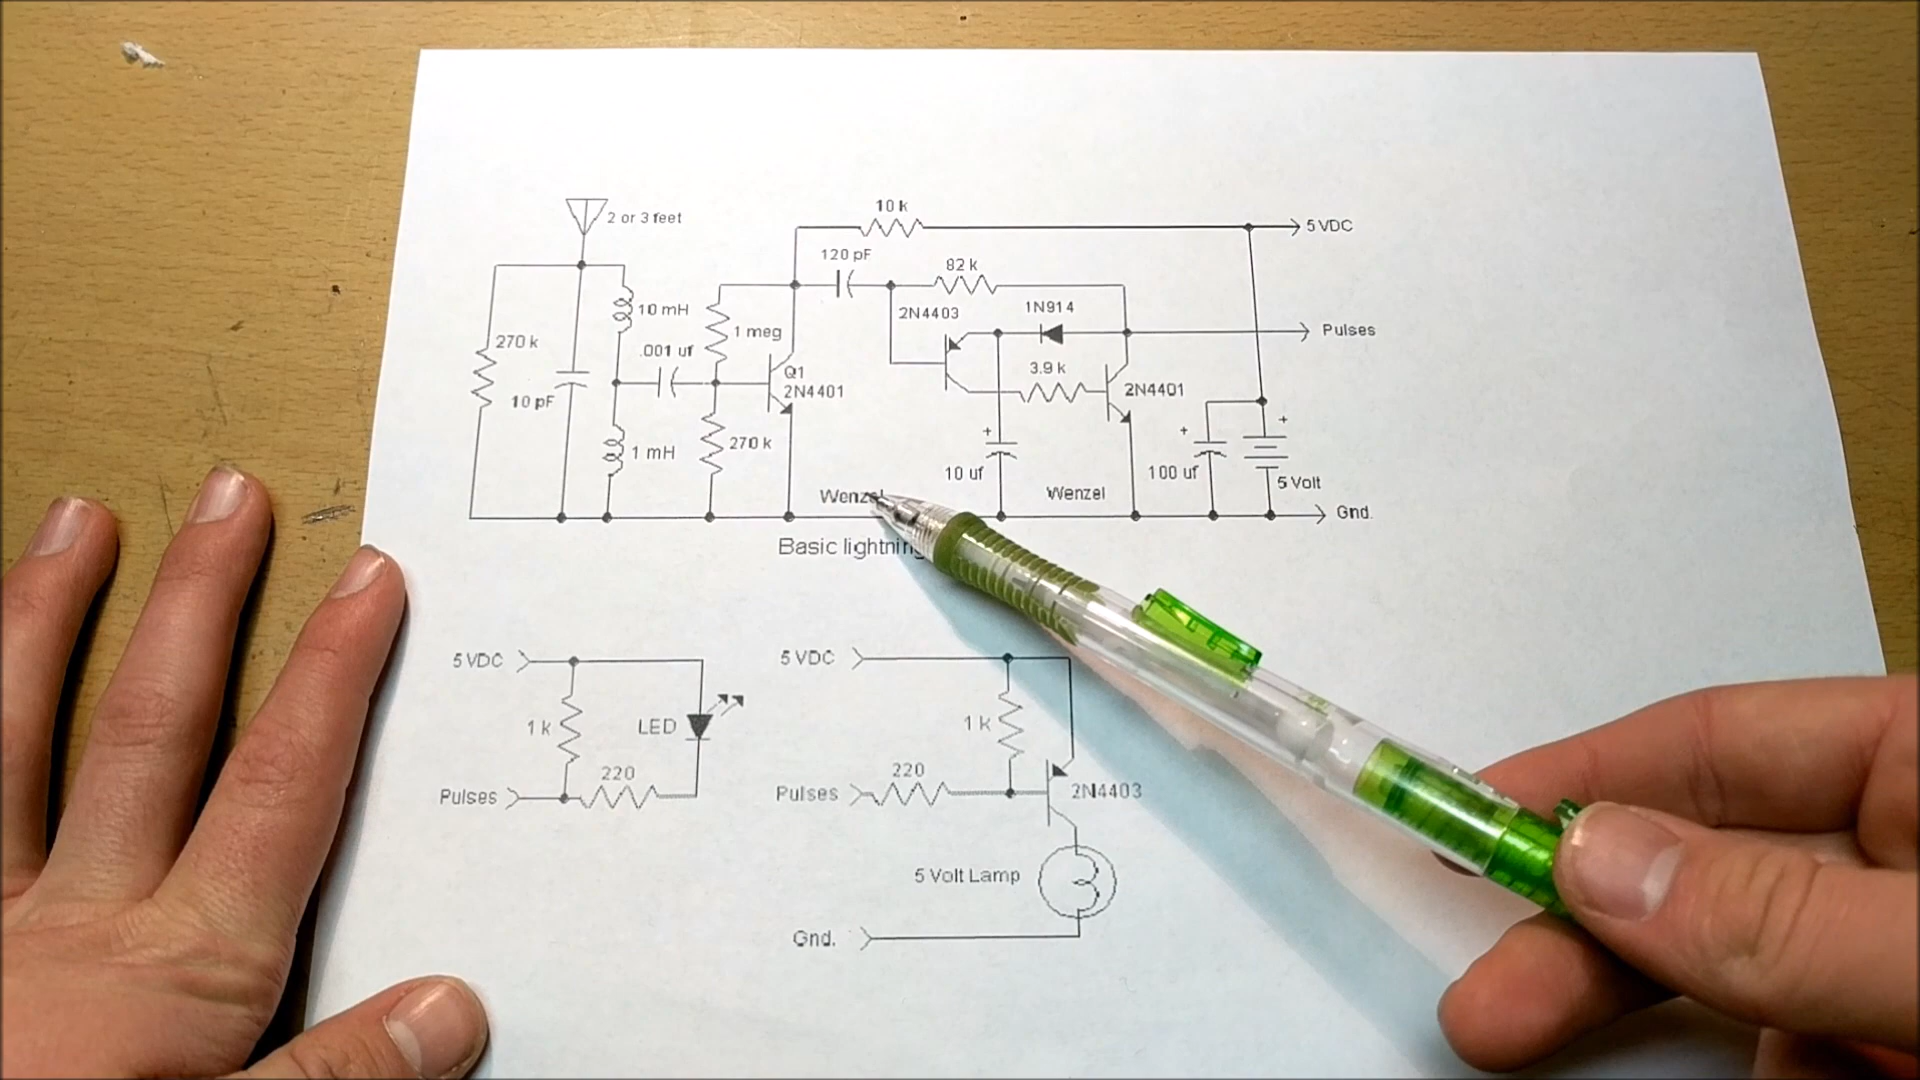 2 or 3 feet
10 k
5 VDC
120 pF
82 k
10 mH
2N4403
1N914
1 meg
Pulses
270 k
.001 uf
3.9 k
Q1
2N4401
10 pF
2N4401
+
+
+
1 mH
270 k
10 uf
100 uf
5 Volt
Wenzel
Wenzel
Gnd.
Basic lightning
5 VDC
5 VDC
1 k
LED
1 k
220
220
Pulses
Pulses
2N4403
5 Volt Lamp
Gnd.